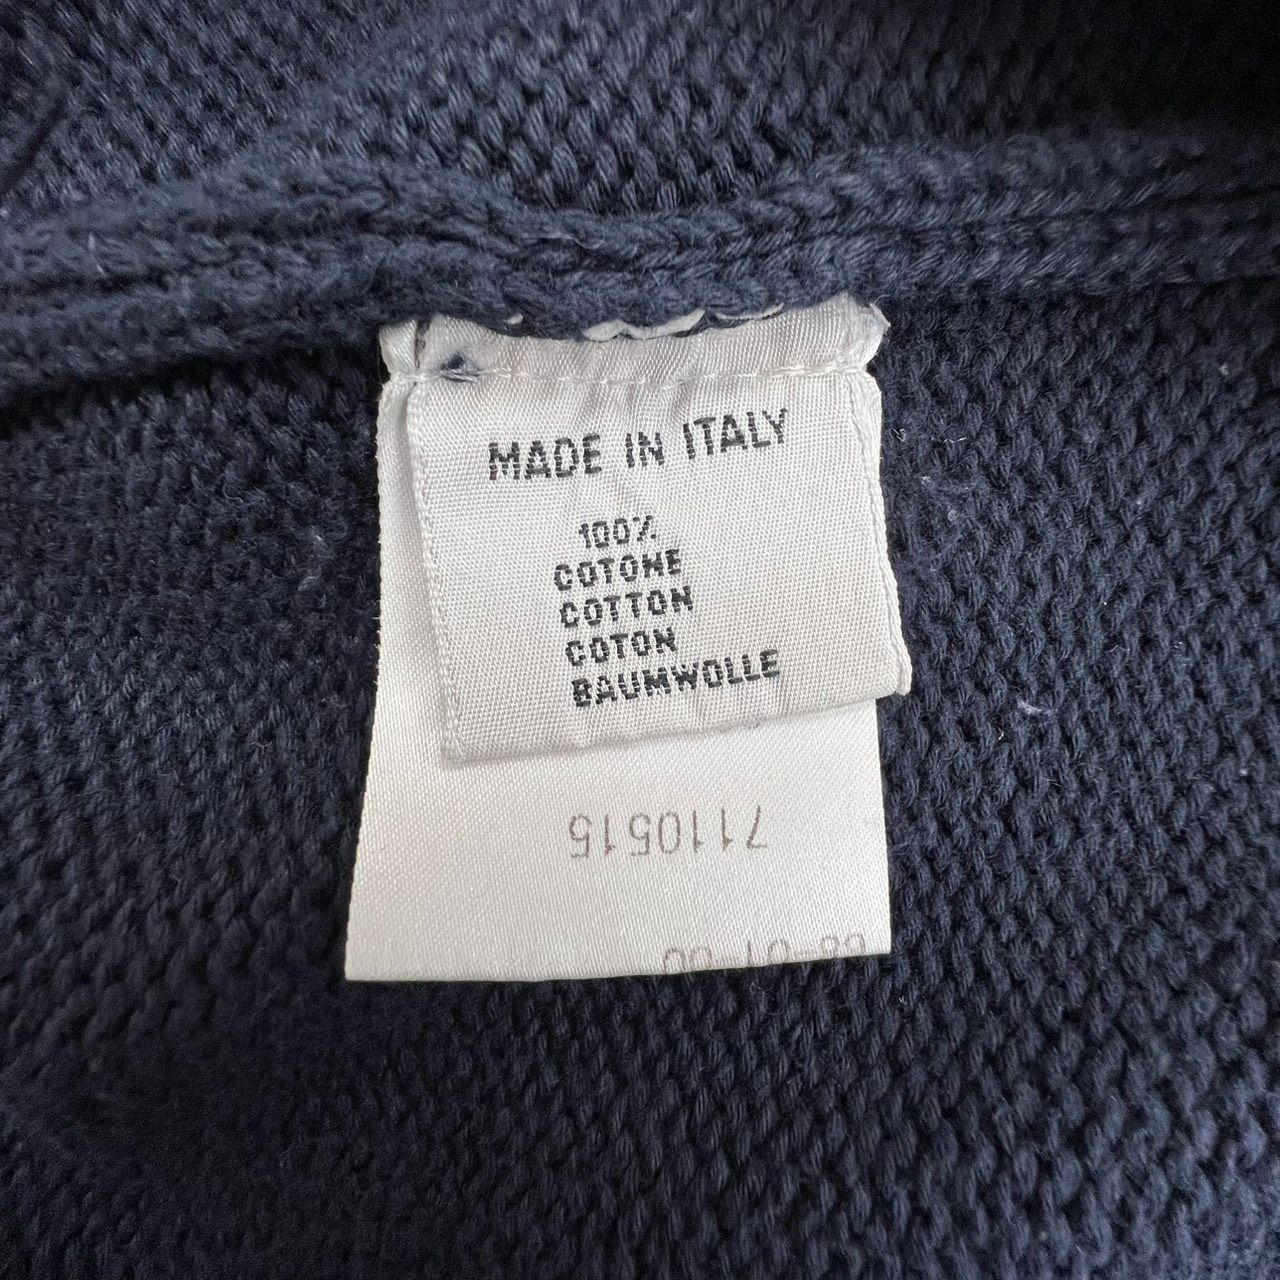 MADE IN ITALY
100%
COTONE
COTTON
COTON
BAUMWOLLE
7110515